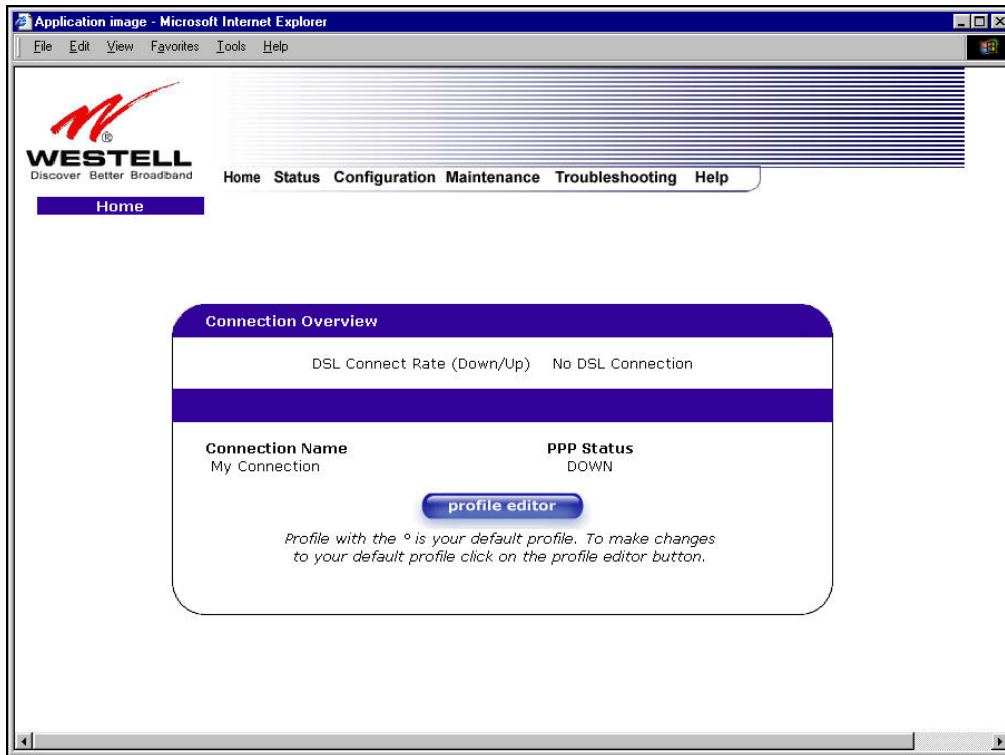 Application image - Microsoft Internet Explorer
File Edit View Favorites Tools Help
®
WESTELL
Discover Better Broadband
Home Status Configuration Maintenance Troubleshooting Help
Home
Connection Overview
DSL Connect Rate (Down/Up) No DSL Connection
Connection Name PPP Status
My Connection DOWN
profile editor
Profile with the º is your default profile. To make changes
to your default profile click on the profile editor button.